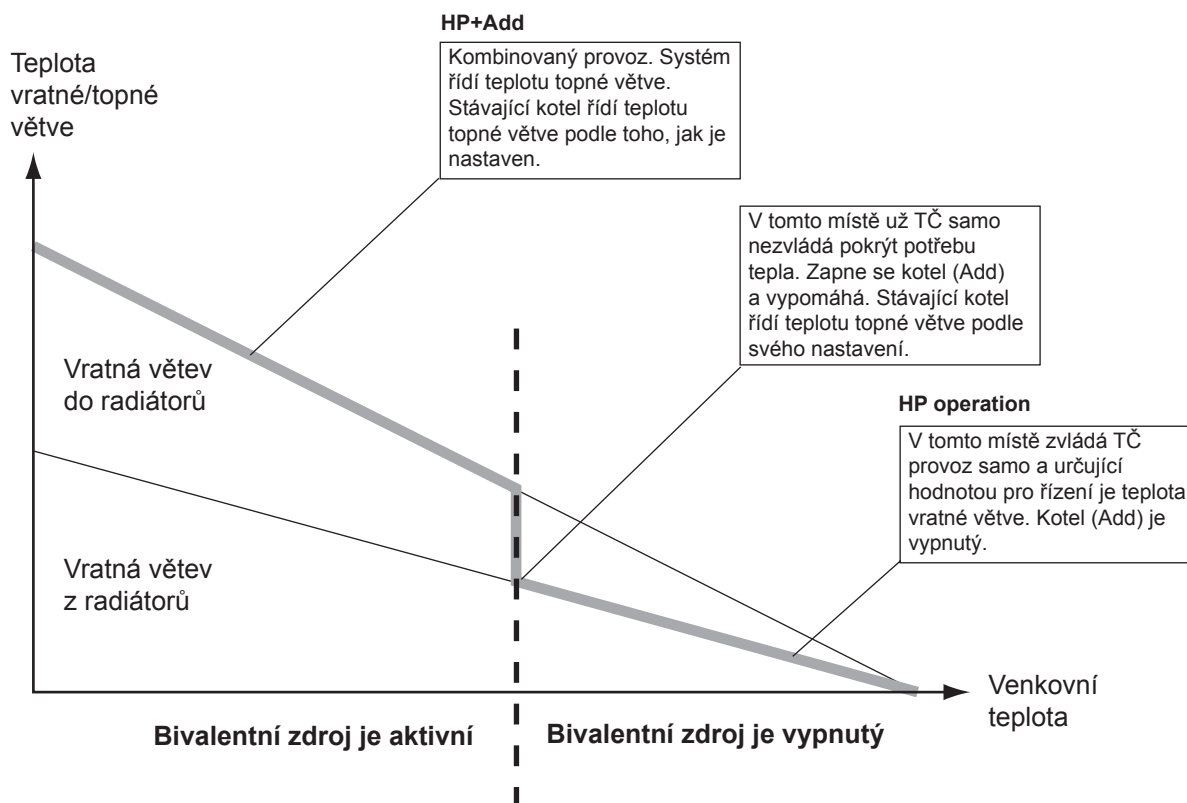 HP+Add
Kombinovaný provoz. Systém
řídí teplotu topné větve.
Stávající kotel řídí teplotu
topné větve podle toho, jak je
nastaven.
Teplota
vratné/topné
větve
V tomto místě už TČ samo
nezvládá pokrýt potřebu
tepla. Zapne se kotel (Add)
a vypomáhá. Stávající kotel
řídí teplotu topné větve podle
svého nastavení.
Vratná větev
do radiátorů
HP operation
V tomto místě zvládá TČ
provoz samo a určující
hodnotou pro řízení je teplota
vratné větve. Kotel (Add) je
vypnutý.
Vratná větev
z radiátorů
Venkovní
teplota
Bivalentní zdroj je aktivní
Bivalentní zdroj je vypnutý